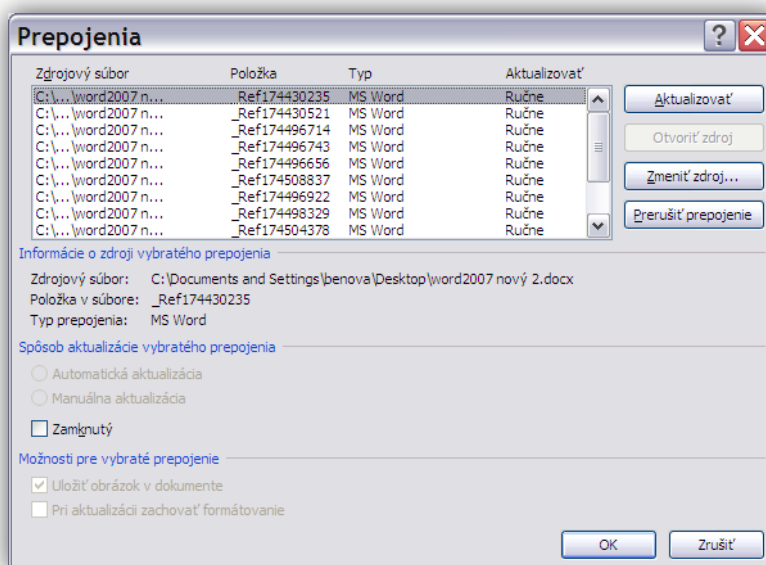 Prepojenia
Zdrojový súbor Položka Typ Aktualizovať
C:\...\word2007 n... _Ref174430235 MS Word Ručne
C:\...\word2007 n... _Ref174430521 MS Word Ručne
C:\...\word2007 n... _Ref174496714 MS Word Ručne
C:\...\word2007 n... _Ref174496743 MS Word Ručne
C:\...\word2007 n... _Ref174496656 MS Word Ručne
C:\...\word2007 n... _Ref174508837 MS Word Ručne
C:\...\word2007 n... _Ref174496922 MS Word Ručne
C:\...\word2007 n... _Ref174498329 MS Word Ručne
C:\...\word2007 n... _Ref174504378 MS Word Ručne
Aktualizovať
Otvoriť zdroj
Zmeniť zdroj...
Prerušiť prepojenie
Informácie o zdroji vybratého prepojenia
Zdrojový súbor: C:\Documents and Settings\benova\Desktop\word2007 nový 2.docx
Položka v súbore: _Ref174430235
Typ prepojenia: MS Word
Spôsob aktualizácie vybratého prepojenia
Automatická aktualizácia
Manuálna aktualizácia
Zamknutý
Možnosti pre vybraté prepojenie
Uložiť obrázok v dokumente
Pri aktualizácii zachovať formátovanie
OK Zrušiť